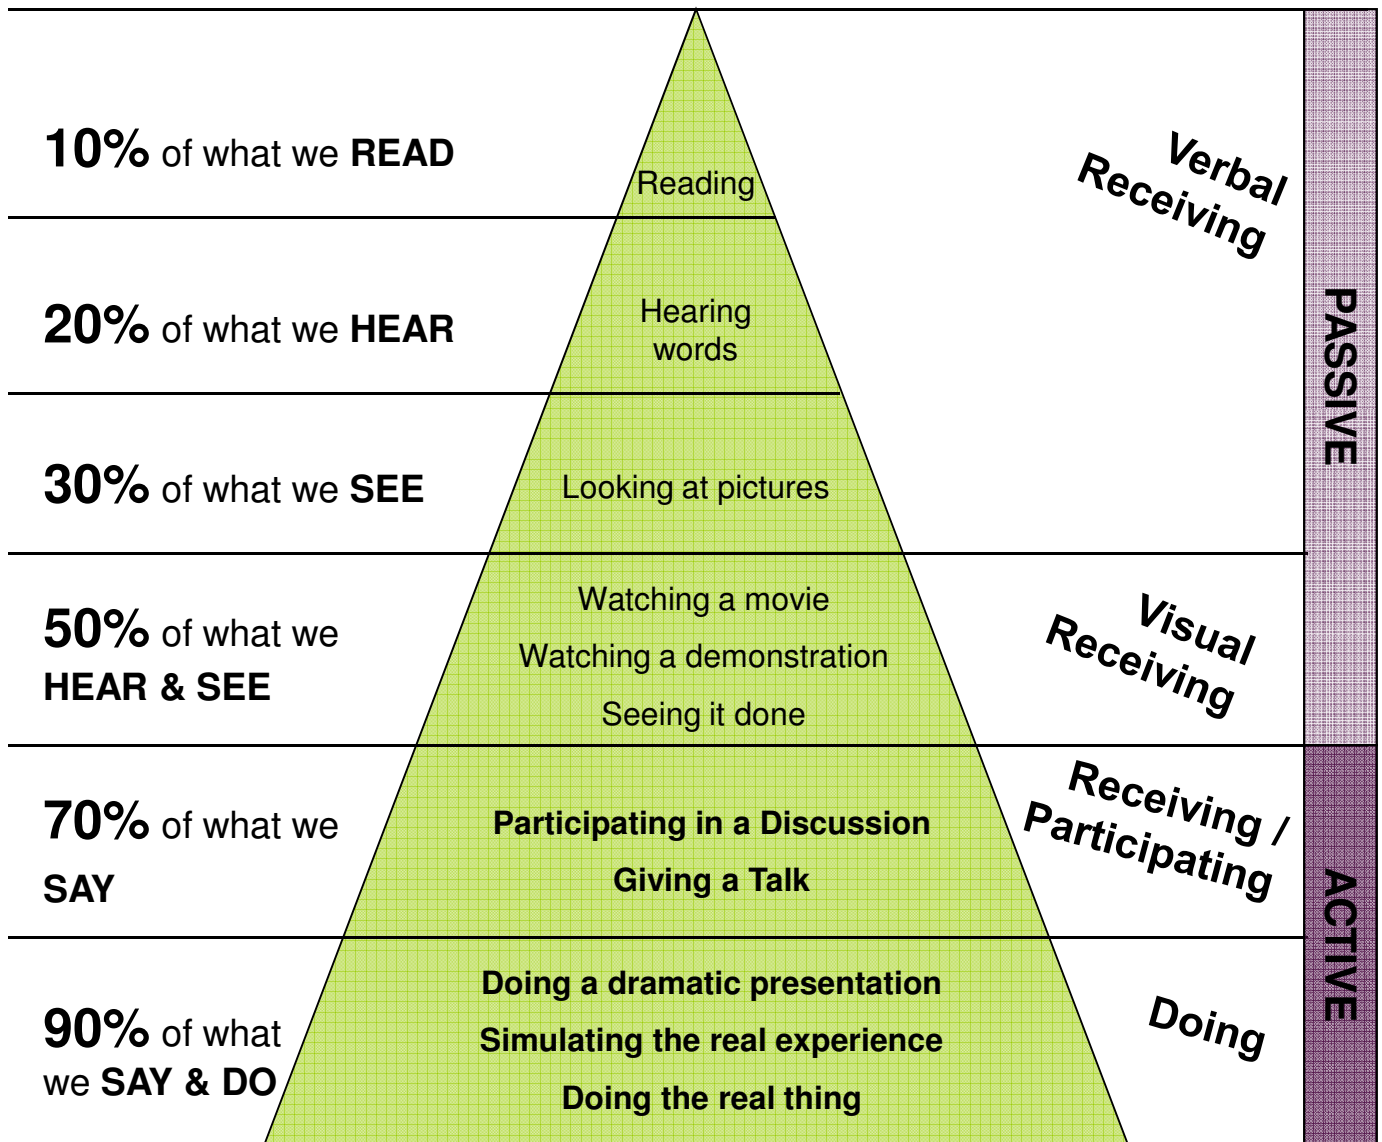 10% of what we READ
Reading
Verbal
Receiving
20% of what we HEAR
Hearing
words
30% of what we SEE
Looking at pictures
PASSIVE
50% of what we
HEAR & SEE
Watching a movie
Watching a demonstration
Seeing it done
Visual
Receiving
70% of what we
SAY
Participating in a Discussion
Giving a Talk
Receiving /
Participating
90% of what
we SAY & DO
Doing a dramatic presentation
Simulating the real experience
Doing the real thing
Doing
ACTIVE